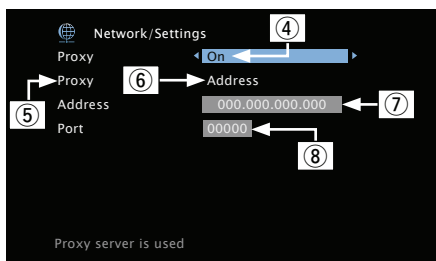 Network/Settings
④
Proxy On
⑤ Proxy ⑥ Address
Address 000.000.000.000 ⑦
Port 00000
⑧
Proxy server is used